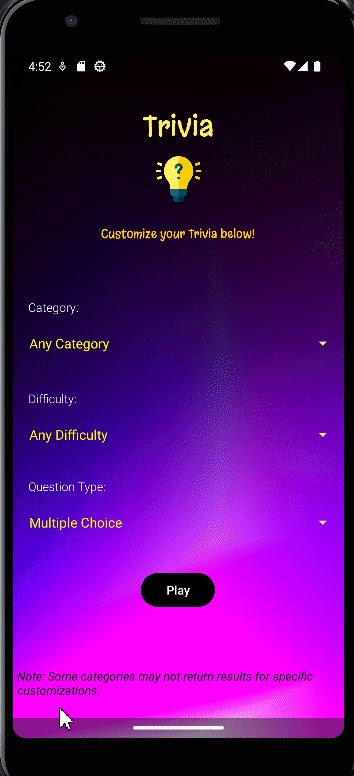 4:52
Trivia
?
Customize your Trivia below!
Category:
Any Category
Difficulty:
Any Difficulty
Question Type:
Multiple Choice
Play
Note: Some categories may not return results for specific
customizations.